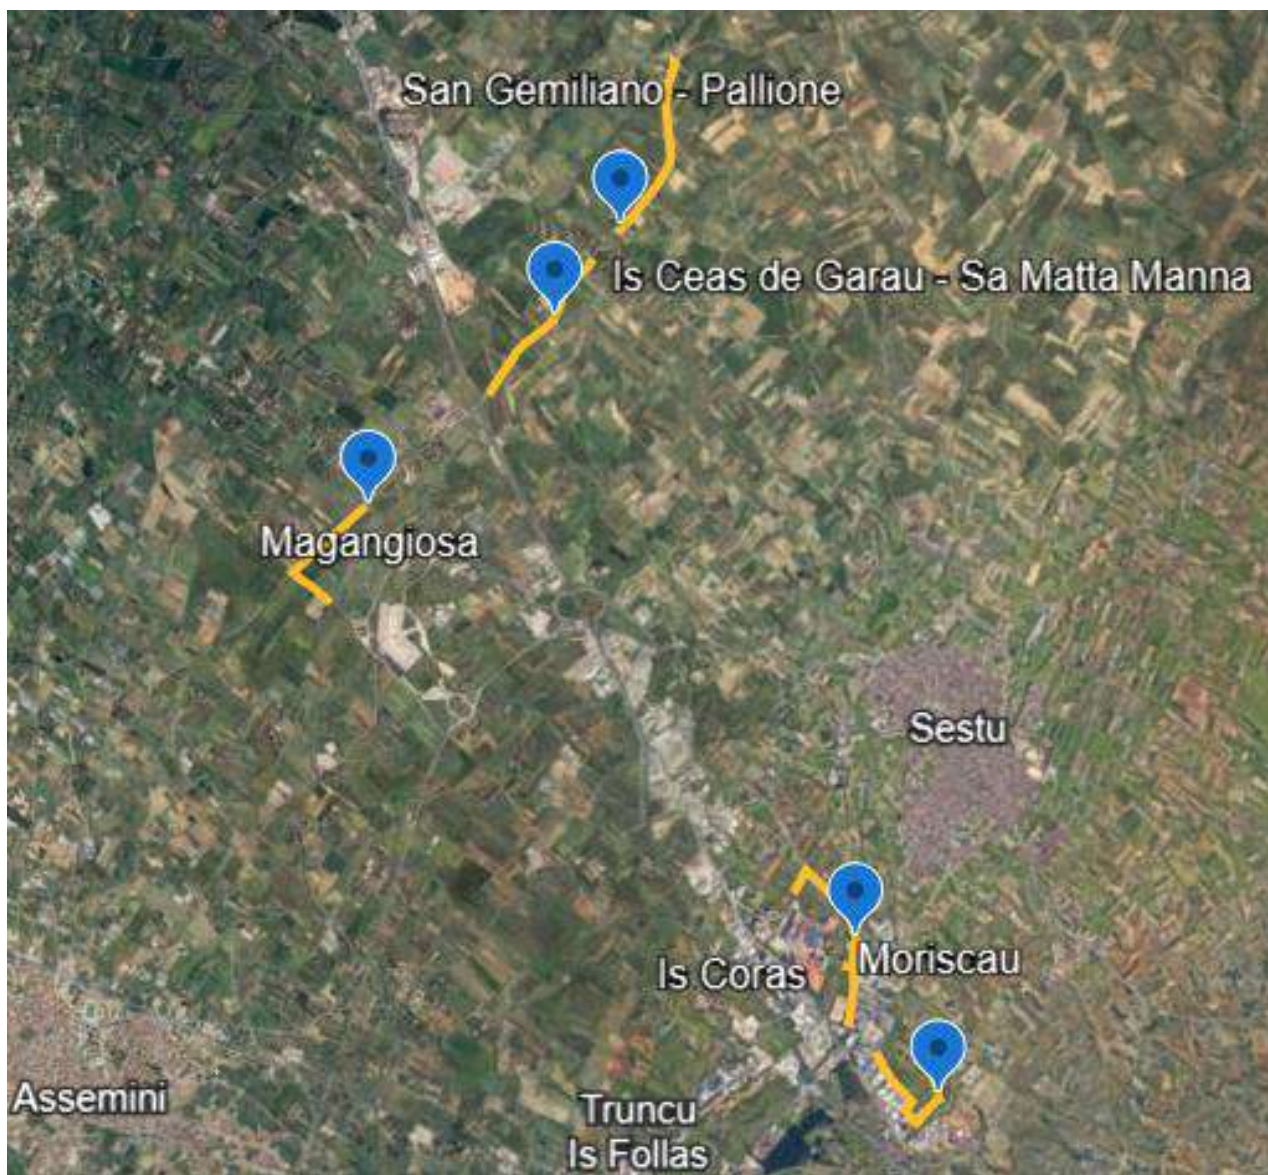 San Gemiliano - Pallione
Is Ceas de Garau - Sa Matta Manna
Magangiosa
Sestu
Moriscau
Is Coras
Assemini
Truncu
Is Follas